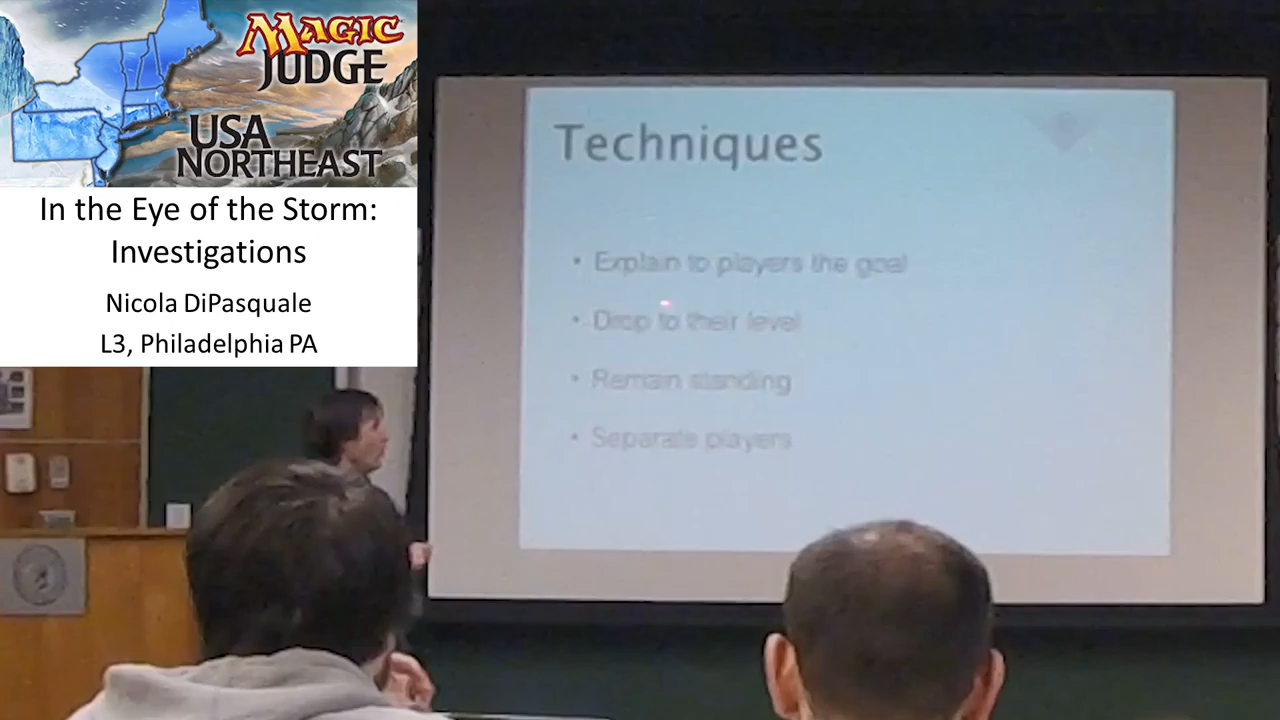 MAGIC
JUDGE
USA
NORTHEAST
In the Eye of the Storm:
Investigations
Nicola DiPasquale
L3, Philadelphia PA
Techniques
• Explain to players the goal
• Drop to their level
• Remain standing
• Separate players